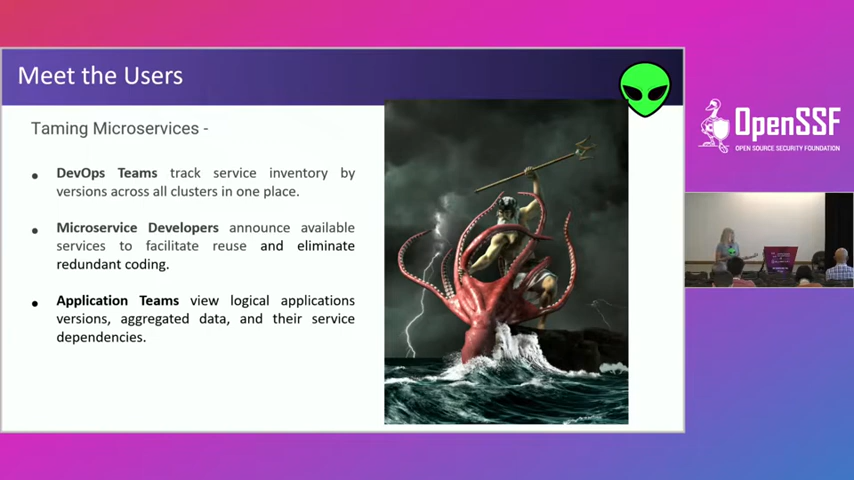 Meet the Users
Taming Microservices -
• DevOps Teams track service inventory by
versions across all clusters in one place.
• Microservice Developers announce available
services to facilitate reuse and eliminate
redundant coding.
• Application Teams view logical applications
versions, aggregated data, and their service
dependencies.
OpenSSF
OPEN SOURCE SECURITY FOUNDATION